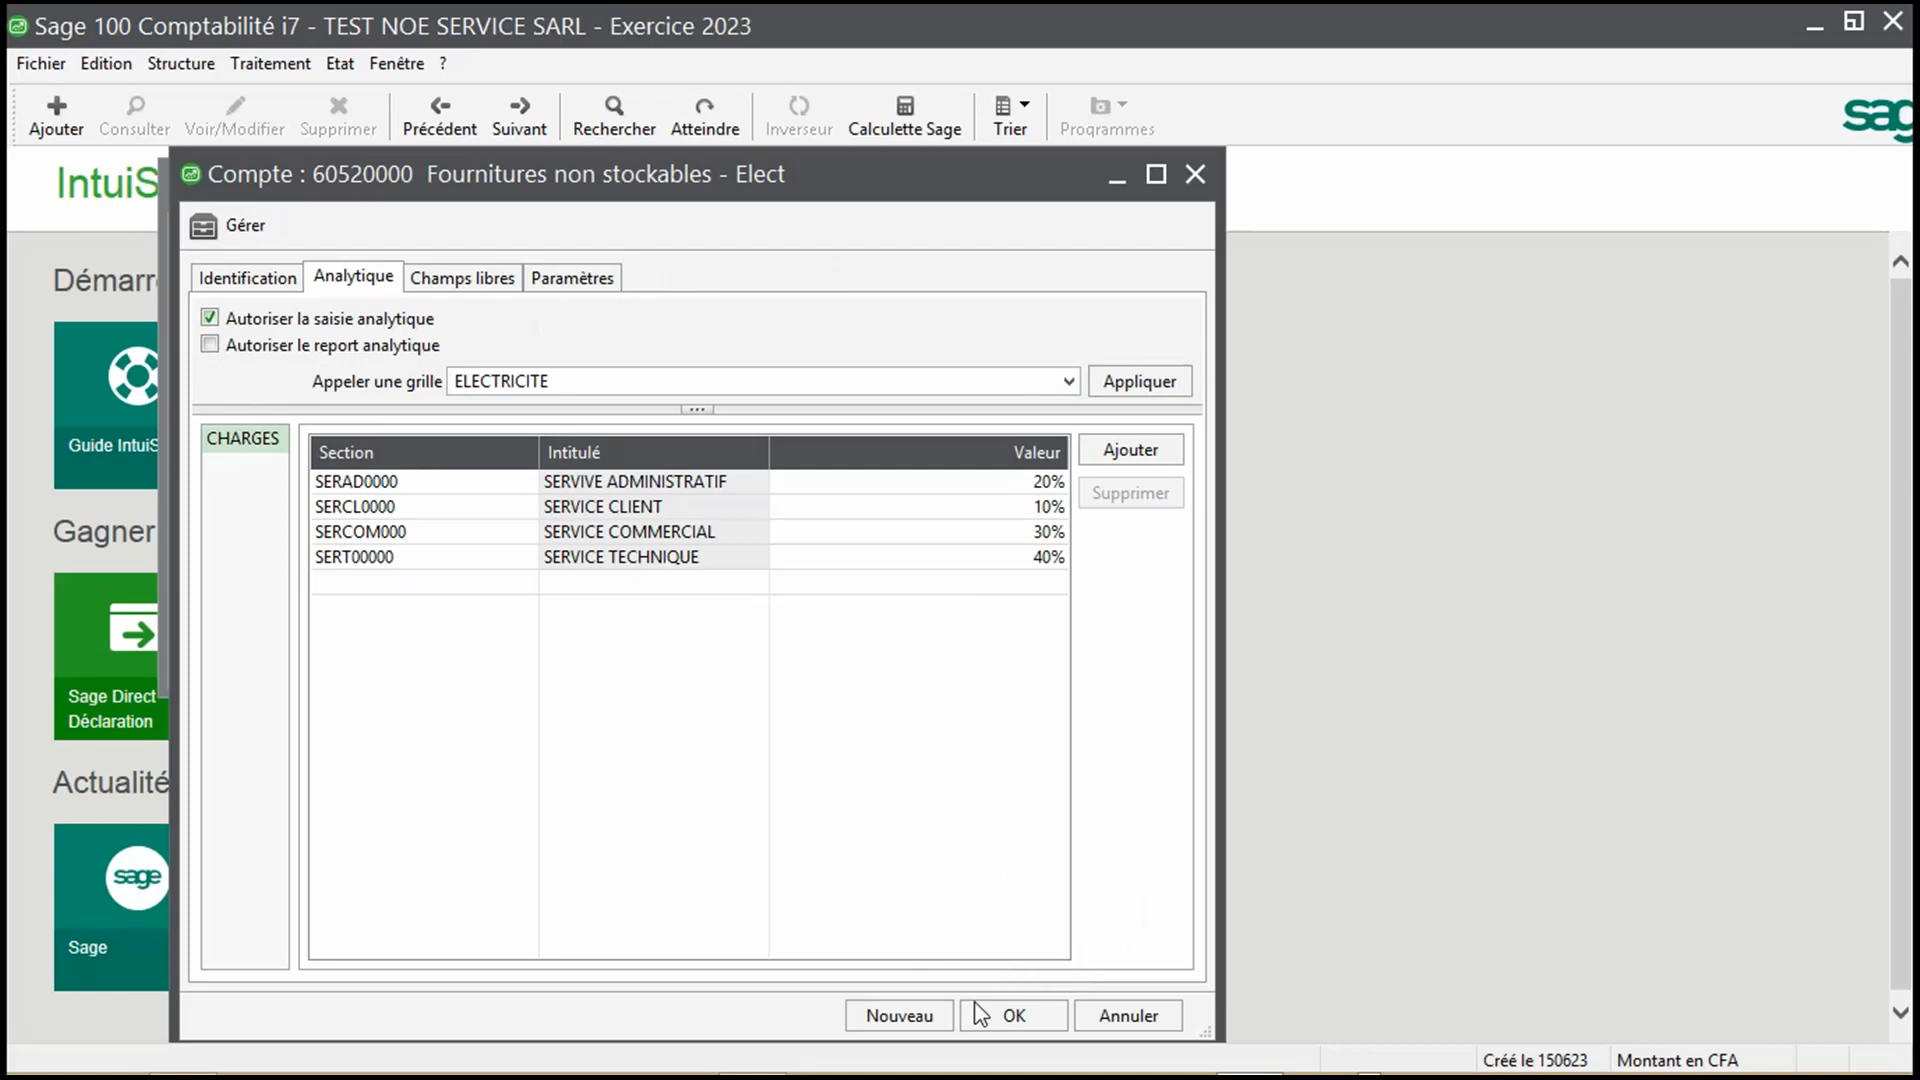 Sage 100 Comptabilité i7 - TEST NOE SERVICE SARL - Exercice 2023
Fichier Edition Structure Traitement Etat Fenêtre ?
Ajouter Consulter Voir/Modifier Supprimer Précédent Suivant Rechercher Atteindre Inverseur Calculette Sage Trier Programmes
sag
IntuiS
Compte : 60520000 Fournitures non stockables - Elect
Gérer
Identification Analytique Champs libres Paramètres
Autoriser la saisie analytique
Autoriser le report analytique
Appeler une grille ELECTRICITE Appliquer
CHARGES
Section Intitulé Valeur
SERAD0000 SERVIVE ADMINISTRATIF 20%
SERCL0000 SERVICE CLIENT 10%
SERCOM000 SERVICE COMMERCIAL 30%
SERT00000 SERVICE TECHNIQUE 40%
Ajouter
Supprimer
Nouveau OK Annuler
Démarr
Guide IntuiS
Gagner
Sage Direct
Déclaration
Actualité
sage
Sage
Créé le 150623 Montant en CFA